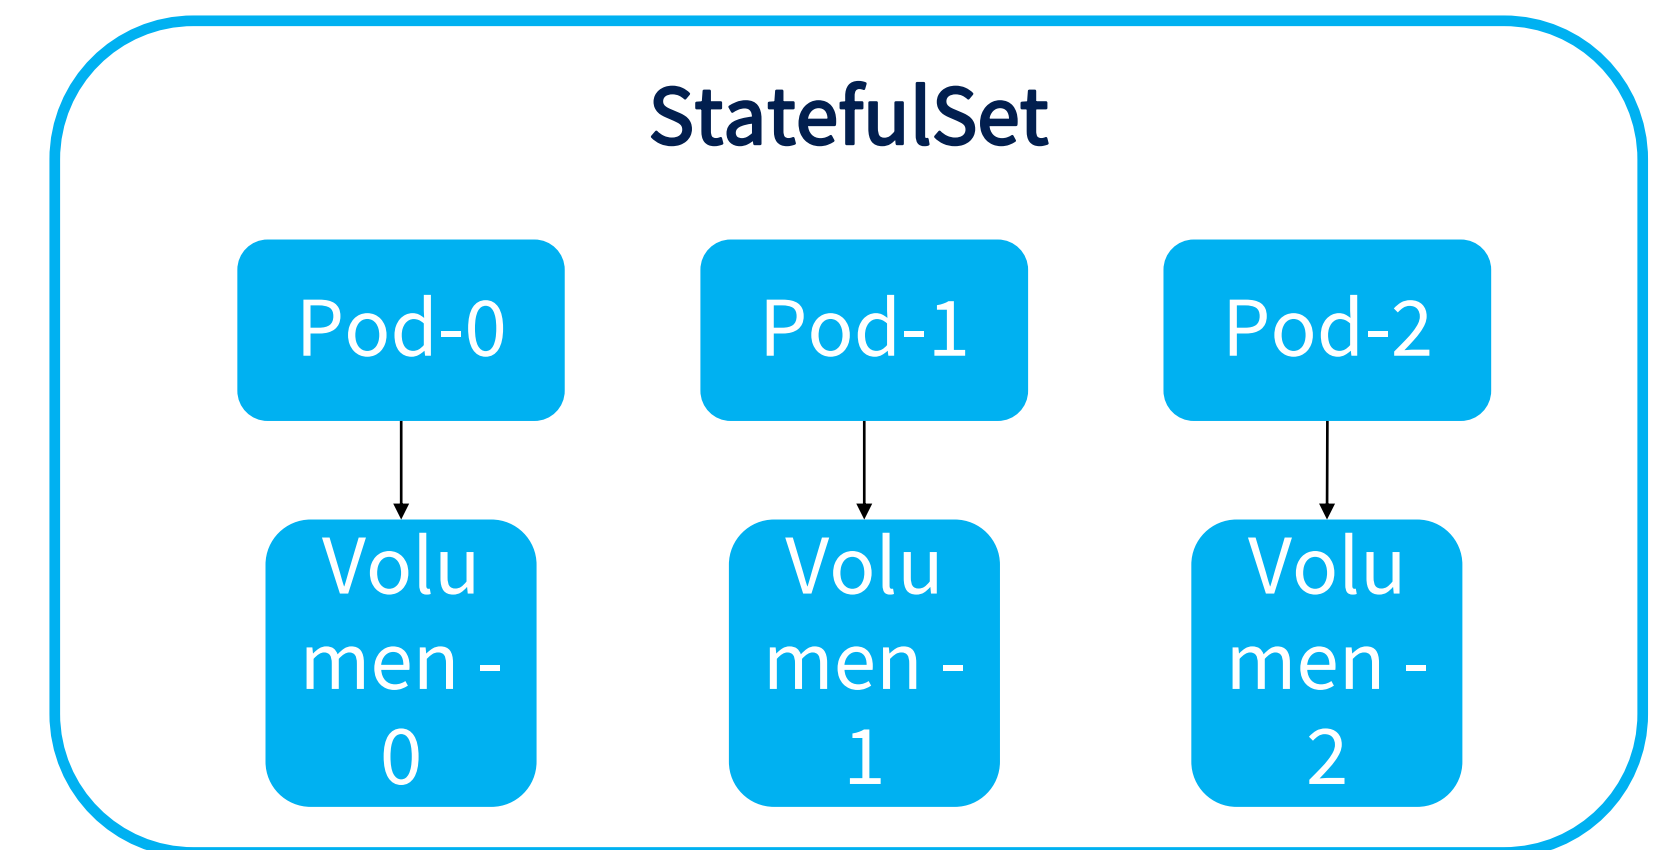 StatefulSet
Pod-0
Pod-1
Pod-2
Volu
men -
0
Volu
men -
1
Volu
men -
2